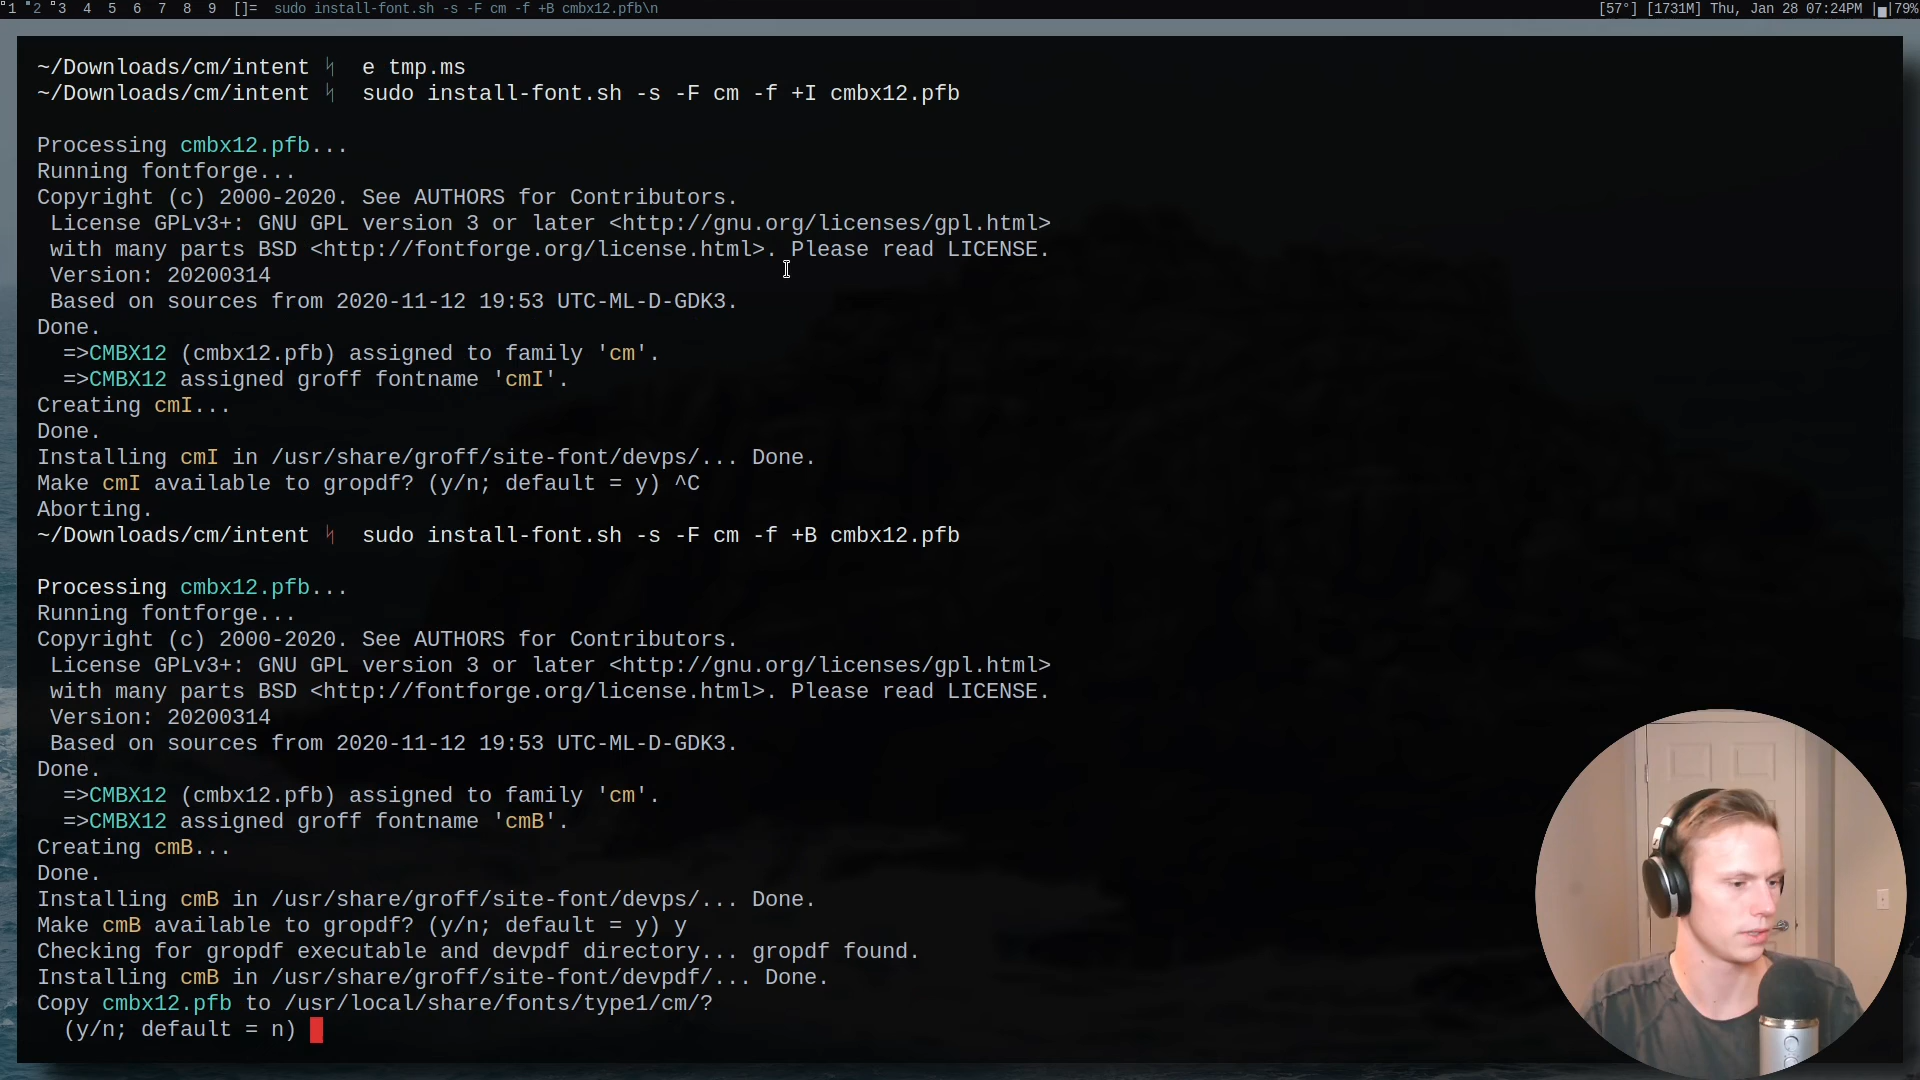 1 2 3 4 5 6 7 8 9 []= sudo install-font.sh -s -F cm -f +B cmbx12.pfb\n [57°] [1731M] Thu, Jan 28 07:24PM |▄|79%
~/Downloads/cm/intent ᛋ e tmp.ms
~/Downloads/cm/intent ᛋ sudo install-font.sh -s -F cm -f +I cmbx12.pfb
Processing cmbx12.pfb...
Running fontforge...
Copyright (c) 2000-2020. See AUTHORS for Contributors.
License GPLv3+: GNU GPL version 3 or later <http://gnu.org/licenses/gpl.html>
with many parts BSD <http://fontforge.org/license.html>. Please read LICENSE.
Version: 20200314
Based on sources from 2020-11-12 19:53 UTC-ML-D-GDK3.
Done.
=>CMBX12 (cmbx12.pfb) assigned to family 'cm'.
=>CMBX12 assigned groff fontname 'cmI'.
Creating cmI...
Done.
Installing cmI in /usr/share/groff/site-font/devps/... Done.
Make cmI available to gropdf? (y/n; default = y) ^C
Aborting.
~/Downloads/cm/intent ᛋ sudo install-font.sh -s -F cm -f +B cmbx12.pfb
Processing cmbx12.pfb...
Running fontforge...
Copyright (c) 2000-2020. See AUTHORS for Contributors.
License GPLv3+: GNU GPL version 3 or later <http://gnu.org/licenses/gpl.html>
with many parts BSD <http://fontforge.org/license.html>. Please read LICENSE.
Version: 20200314
Based on sources from 2020-11-12 19:53 UTC-ML-D-GDK3.
Done.
=>CMBX12 (cmbx12.pfb) assigned to family 'cm'.
=>CMBX12 assigned groff fontname 'cmB'.
Creating cmB...
Done.
Installing cmB in /usr/share/groff/site-font/devps/... Done.
Make cmB available to gropdf? (y/n; default = y) y
Checking for gropdf executable and devpdf directory... gropdf found.
Installing cmB in /usr/share/groff/site-font/devpdf/... Done.
Copy cmbx12.pfb to /usr/local/share/fonts/type1/cm/?
(y/n; default = n)